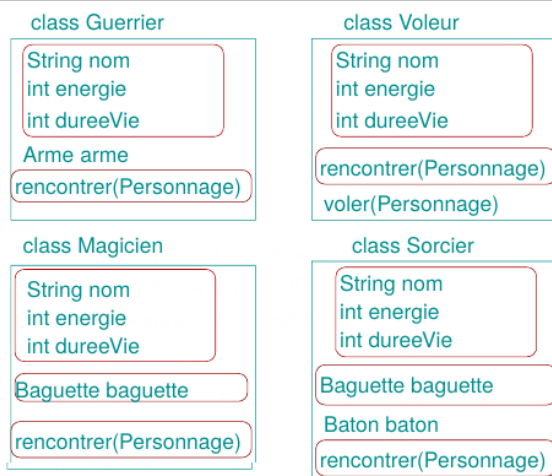 class Guerrier
String nom
int energie
int dureeVie
Arme arme
rencontrer(Personnage)
class Voleur
String nom
int energie
int dureeVie
rencontrer(Personnage)
voler(Personnage)
class Magicien
String nom
int energie
int dureeVie
Baguette baguette
rencontrer(Personnage)
class Sorcier
String nom
int energie
int dureeVie
Baguette baguette
Baton baton
rencontrer(Personnage)